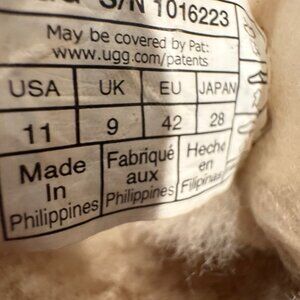 S/N 1016223
May be covered by Pat:
www.ugg.com/patents
USA UK EU JAPAN
11 9 42 28
Made Fabriqué Heche
In aux en
Philippines Philippines Filipinas